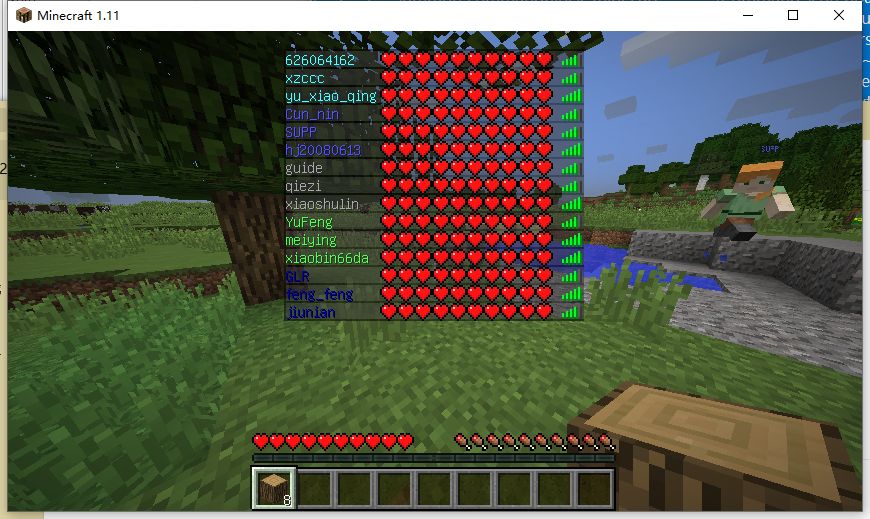 Minecraft 1.11
626064162
xzccc
yu_xiao_qing
Cun_nin
SUPP
hj20080613
guide
qiezi
xiaoshulin
YuFeng
meiying
xiaobin66da
GLR
feng_feng
jiunian
SUPP
8